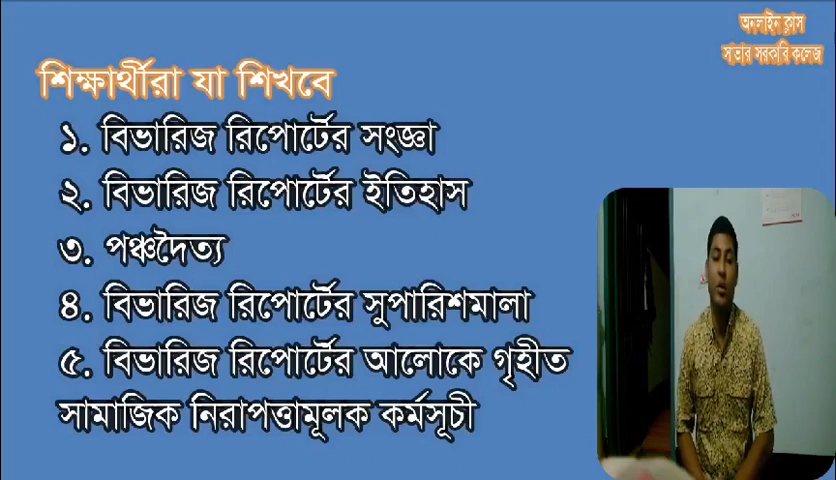 অনলাইন ক্লাস
সাভার সরকারি কলেজ
শিক্ষার্থীরা যা শিখবে
১. বিভারিজ রিপোর্টের সংজ্ঞা
২. বিভারিজ রিপোর্টের ইতিহাস
৩. পঞ্চদৈত্য
৪. বিভারিজ রিপোর্টের সুপারিশমালা
৫. বিভারিজ রিপোর্টের আলোকে গৃহীত
সামাজিক নিরাপত্তামূলক কর্মসূচী